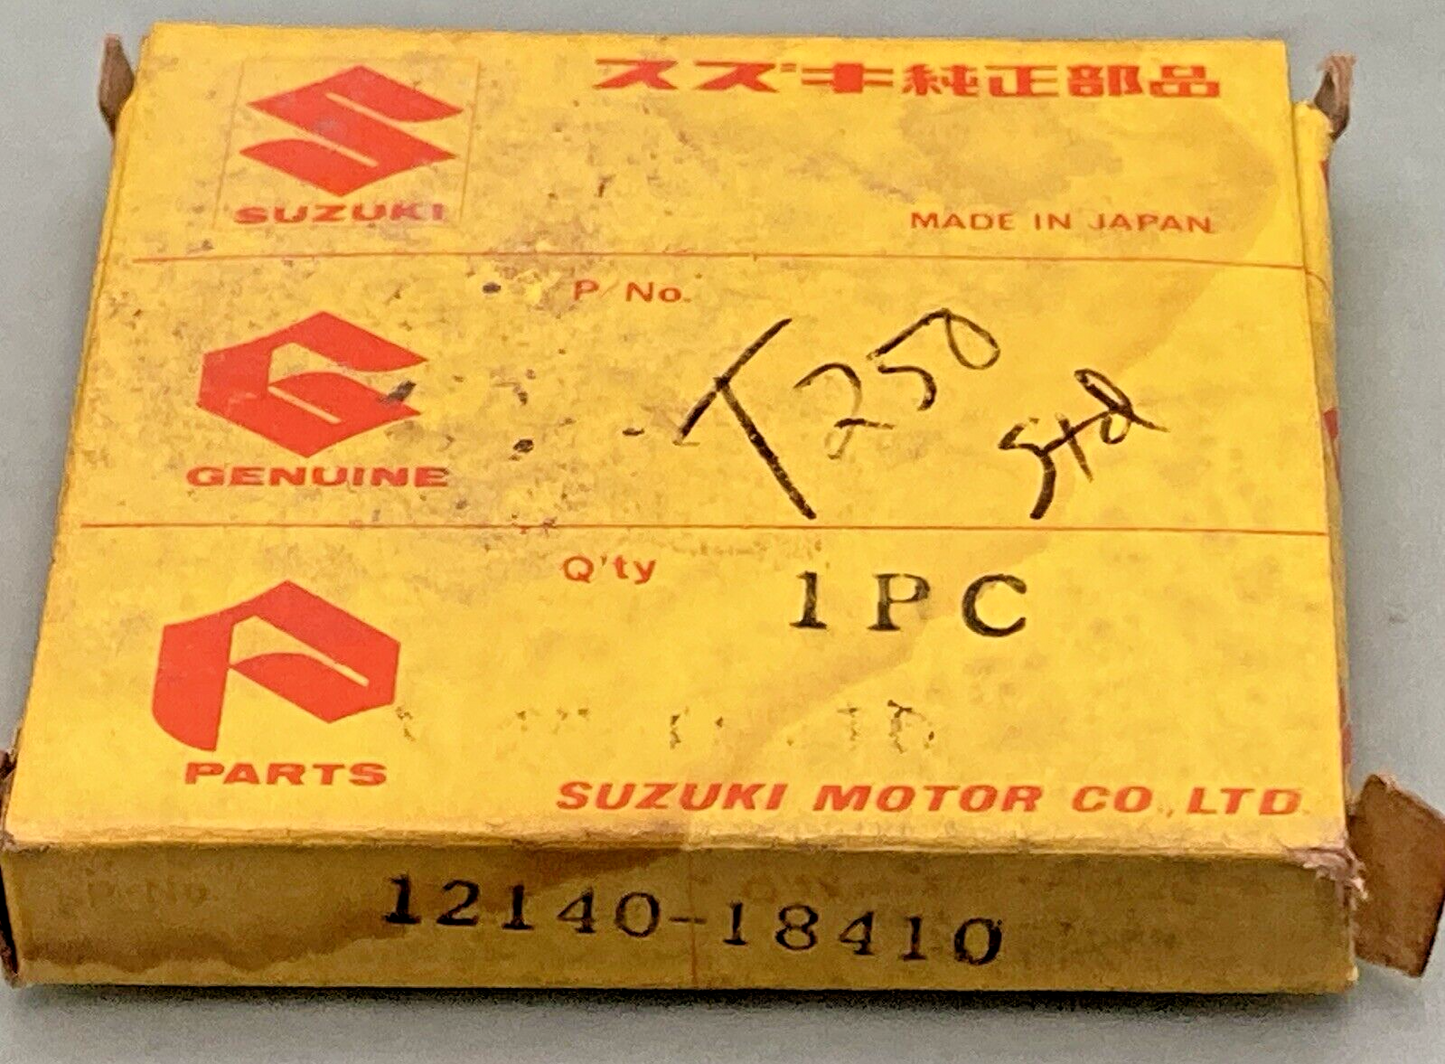 スズキ純正部品
SUZUKI
MADE IN JAPAN
P/No.
T250
Std
GENUINE
Q'ty
1PC
PARTS
SUZUKI MOTOR CO.,LTD.
12140-18410